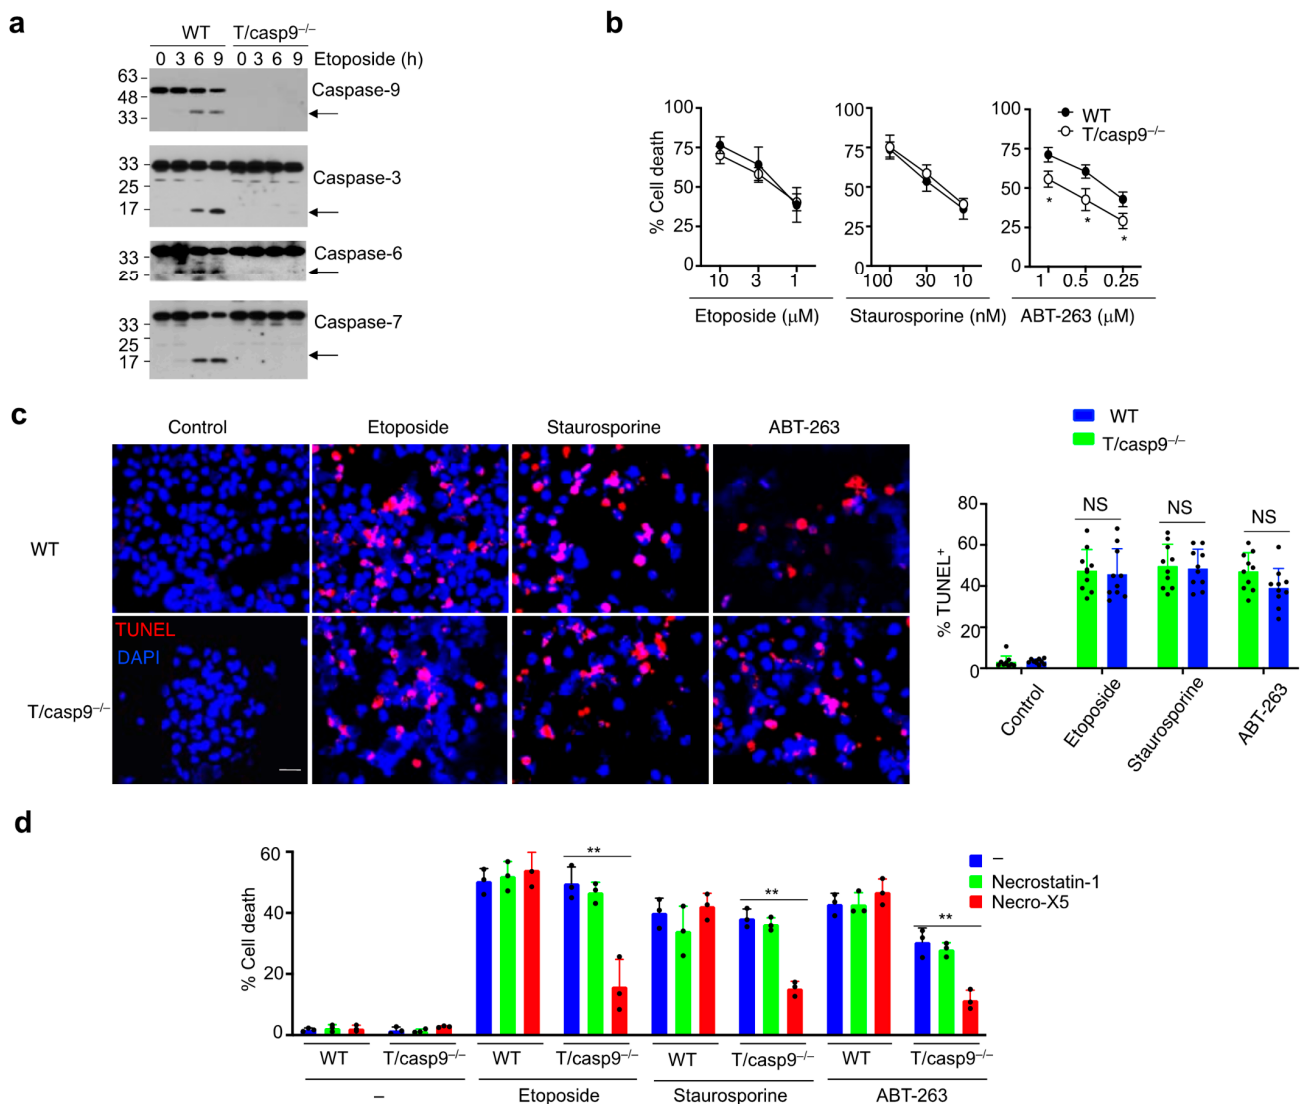 a
WT T/casp9–/–
0 3 6 9 0 3 6 9 Etoposide (h)
63
48
33
Caspase-9
33
25
17
Caspase-3
33
25
Caspase-6
33
25
17
Caspase-7
b
% Cell death
100
75
50
25
0
10 3 1
Etoposide (μM)
100
75
50
25
0
100 30 10
Staurosporine (nM)
100
75
50
25
0
1 0.5 0.25
ABT-263 (μM)
WT
T/casp9–/–
* * *
c
Control Etoposide Staurosporine ABT-263
WT
TUNEL
DAPI
T/casp9–/–
WT
T/casp9–/–
% TUNEL+
80
60
40
20
0
NS NS NS
Control Etoposide Staurosporine ABT-263
d
% Cell death
60
40
20
0
** ** **
–
Necrostatin-1
Necro-X5
WT T/casp9–/– WT T/casp9–/– WT T/casp9–/– WT T/casp9–/–
– Etoposide Staurosporine ABT-263